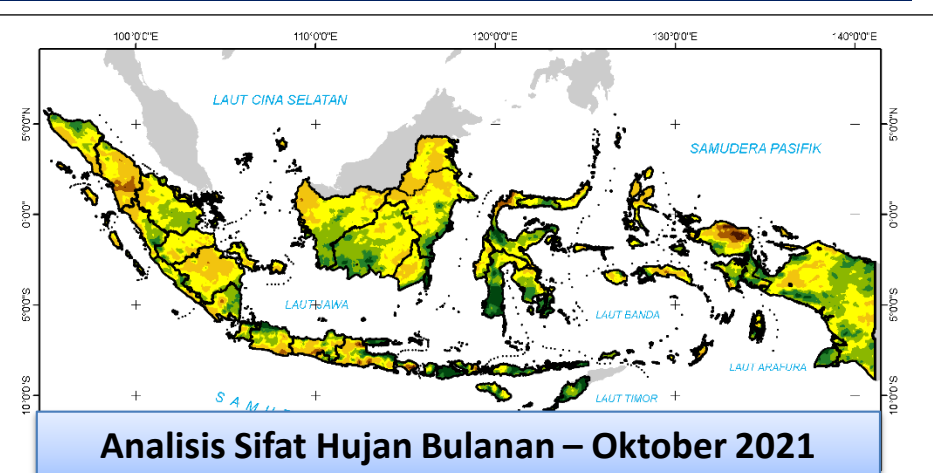 100°0'0"E 110°0'0"E 120°0'0"E 130°0'0"E 140°0'0"E
LAUT CINA SELATAN
5°0'0"N 5°0'0"N
SAMUDERA PASIFIK
0°0'0" 0°0'0"
LAUT JAWA
5°0'0"S 5°0'0"S
LAUT BANDA
LAUT ARAFURA
LAUT TIMOR
10°0'0"S 10°0'0"S
Analisis Sifat Hujan Bulanan – Oktober 2021